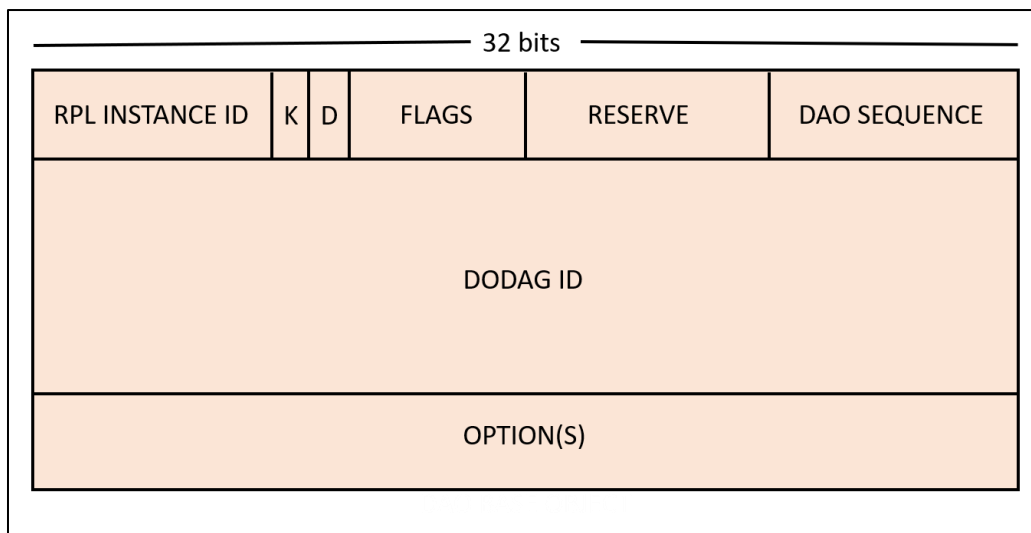 32 bits
RPL INSTANCE ID K D FLAGS RESERVE DAO SEQUENCE
DODAG ID
OPTION(S)